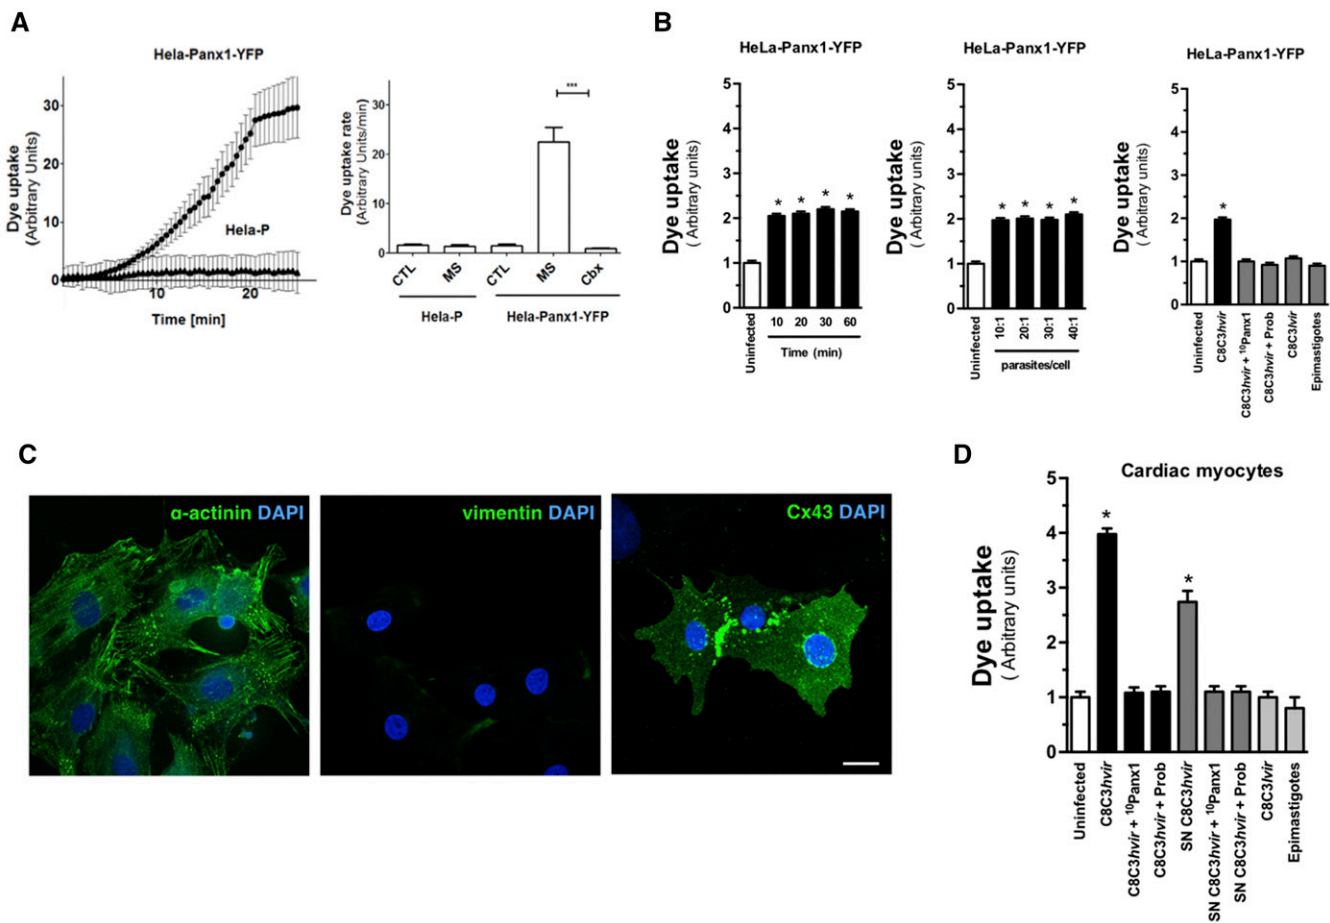 A
Hela-Panx1-YFP
Dye uptake
(Arbitrary Units)
30
20
10
0
Hela-P
10
20
Time [min]
Dye uptake rate
(Arbitrary Units/min)
30
20
10
0
***
CTL
MS
CTL
MS
Cbx
Hela-P
Hela-Panx1-YFP
B
HeLa-Panx1-YFP
Dye uptake
( Arbitrary units)
5
4
3
2
1
0
* * * *
Uninfected
10 20 30 60
Time (min)
HeLa-Panx1-YFP
Dye uptake
( Arbitrary units)
5
4
3
2
1
0
* * * *
Uninfected
10:1
20:1
30:1
40:1
parasites/cell
HeLa-Panx1-YFP
Dye uptake
( Arbitrary units)
5
4
3
2
1
0
*
Uninfected
C8C3hvir
C8C3hvir + ¹⁰Panx1
C8C3hvir + Prob
C8C3lvir
Epimastigotes
C
α-actinin DAPI
vimentin DAPI
Cx43 DAPI
D
Cardiac myocytes
Dye uptake
( Arbitrary units)
5
4
3
2
1
0
*
*
Uninfected
C8C3hvir
C8C3hvir + ¹⁰Panx1
C8C3hvir + Prob
SN C8C3hvir
SN C8C3hvir + ¹⁰Panx1
SN C8C3hvir + Prob
C8C3lvir
Epimastigotes